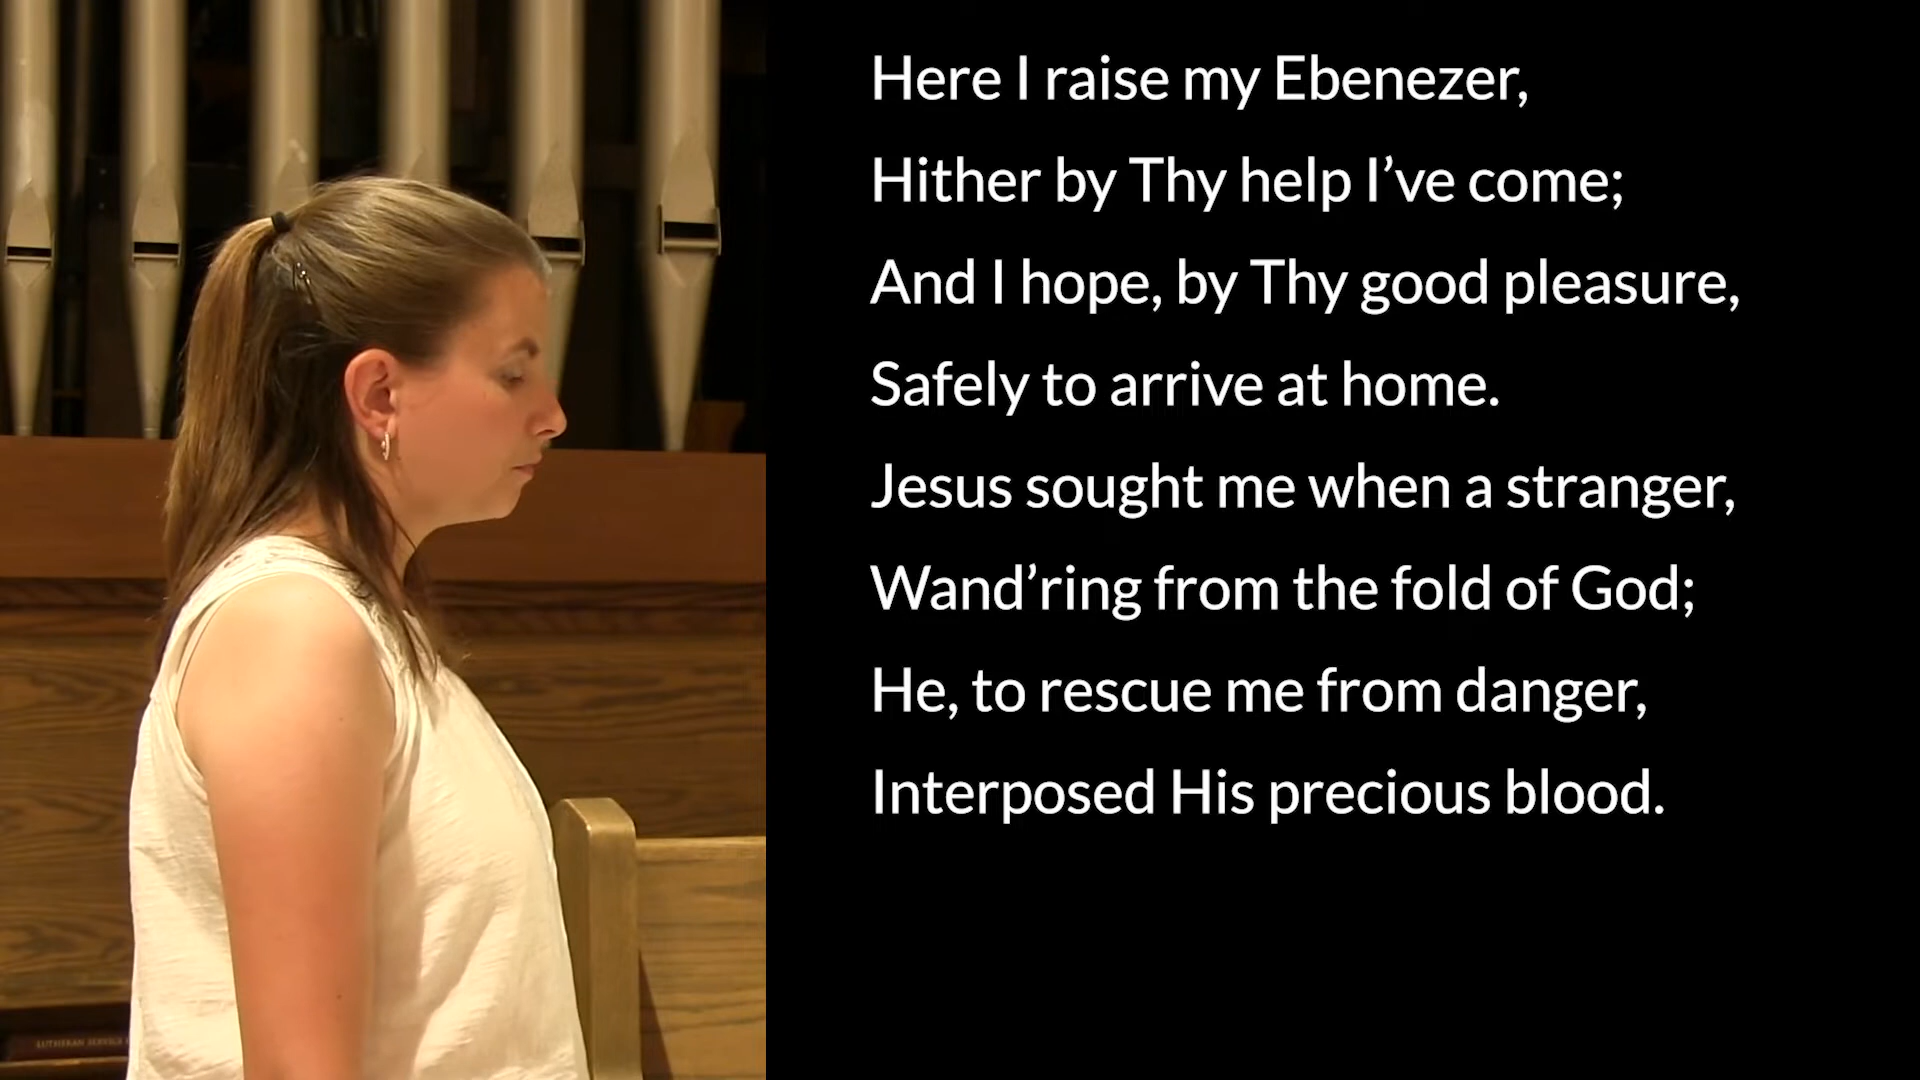 Here I raise my Ebenezer,
Hither by Thy help I’ve come;
And I hope, by Thy good pleasure,
Safely to arrive at home.
Jesus sought me when a stranger,
Wand’ring from the fold of God;
He, to rescue me from danger,
Interposed His precious blood.
LUTHERAN SERVICE